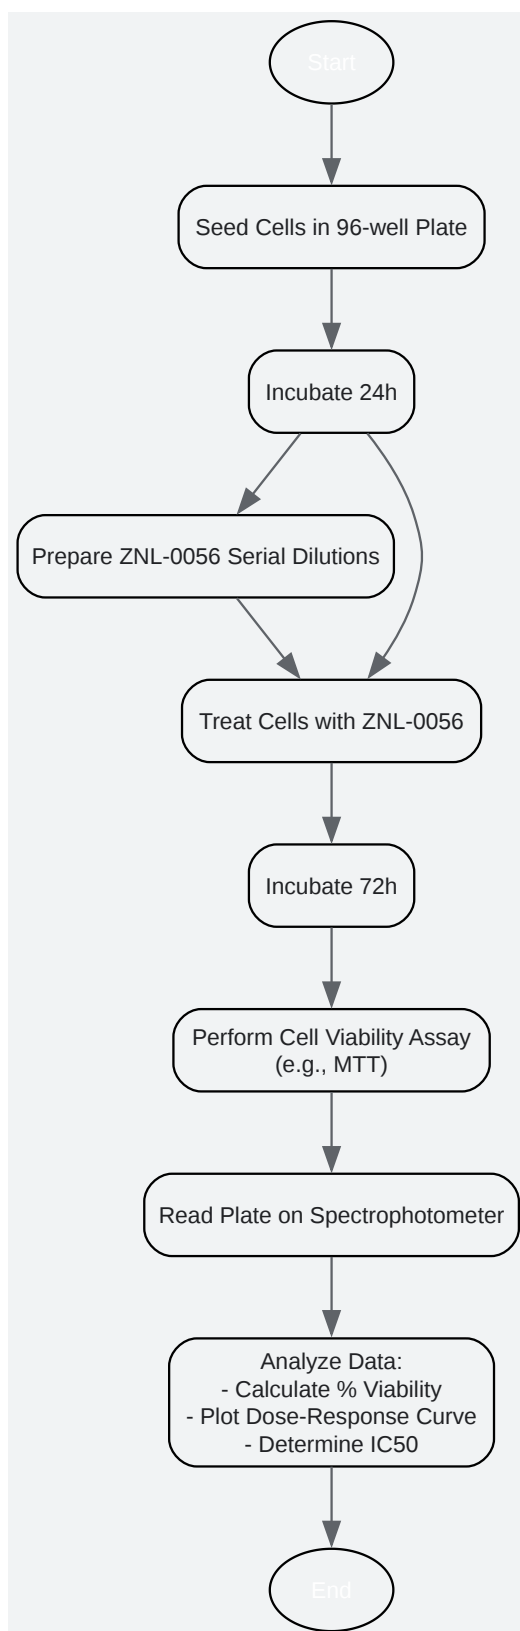 Start
Seed Cells in 96-well Plate
Incubate 24h
Prepare ZNL-0056 Serial Dilutions
Treat Cells with ZNL-0056
Incubate 72h
Perform Cell Viability Assay
(e.g., MTT)
Read Plate on Spectrophotometer
Analyze Data:
- Calculate % Viability
- Plot Dose-Response Curve
- Determine IC50
End